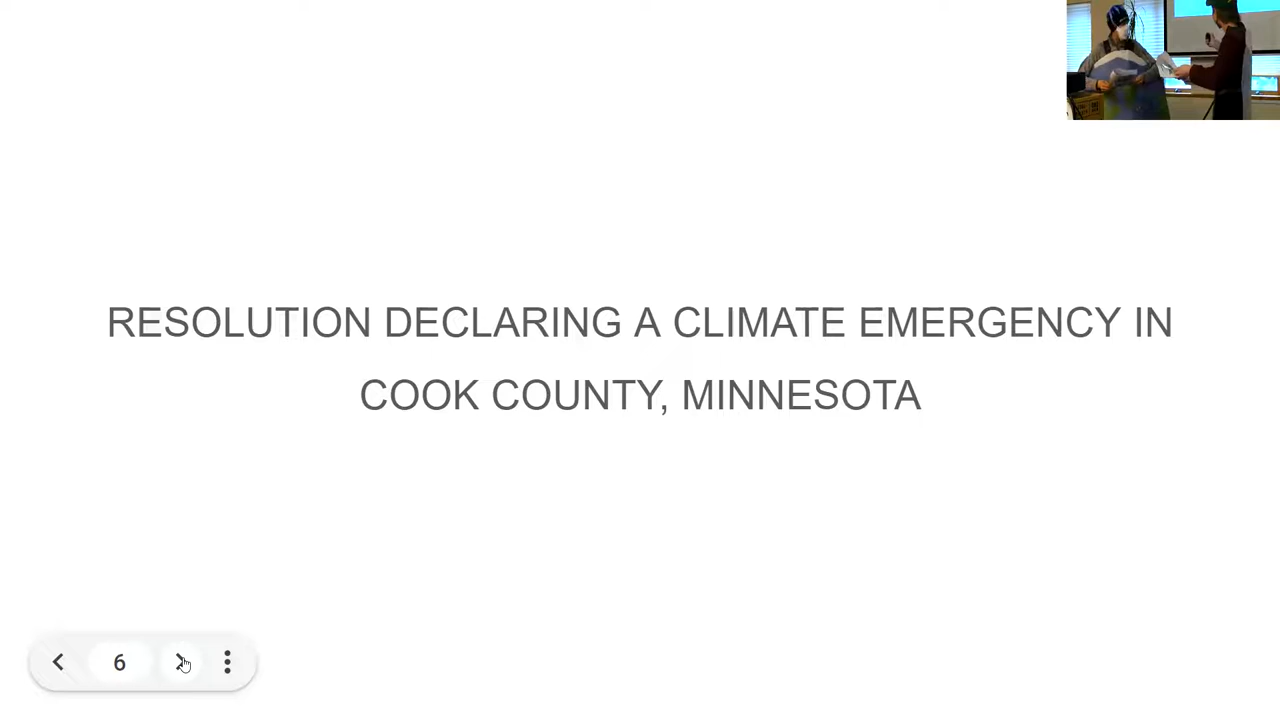 RESOLUTION DECLARING A CLIMATE EMERGENCY IN
COOK COUNTY, MINNESOTA
6